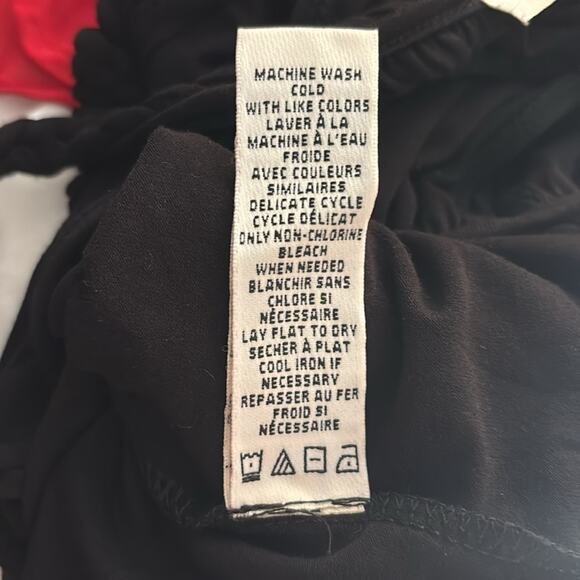 MACHINE WASH
COLD
WITH LIKE COLORS
LAVER À LA
MACHINE À L'EAU
FROIDE
AVEC COULEURS
SIMILAIRES
DELICATE CYCLE
CYCLE DÉLICAT
ONLY NON-CHLORINE
BLEACH
WHEN NEEDED
BLANCHIR SANS
CHLORE SI
NÉCESSAIRE
LAY FLAT TO DRY
SECHER À PLAT
COOL IRON IF
NECESSARY
REPASSER AU FER
FROID SI
NÉCESSAIRE